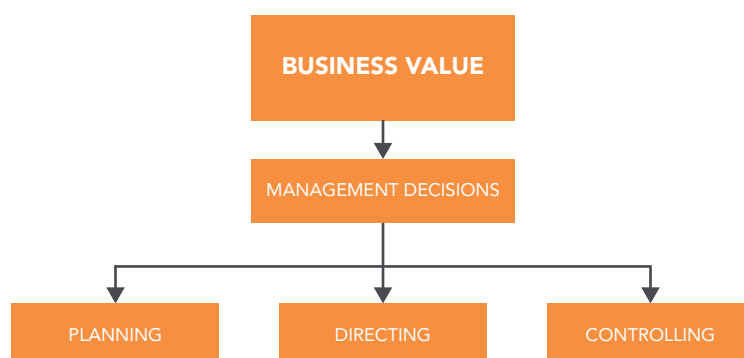 BUSINESS VALUE
MANAGEMENT DECISIONS
PLANNING
DIRECTING
CONTROLLING